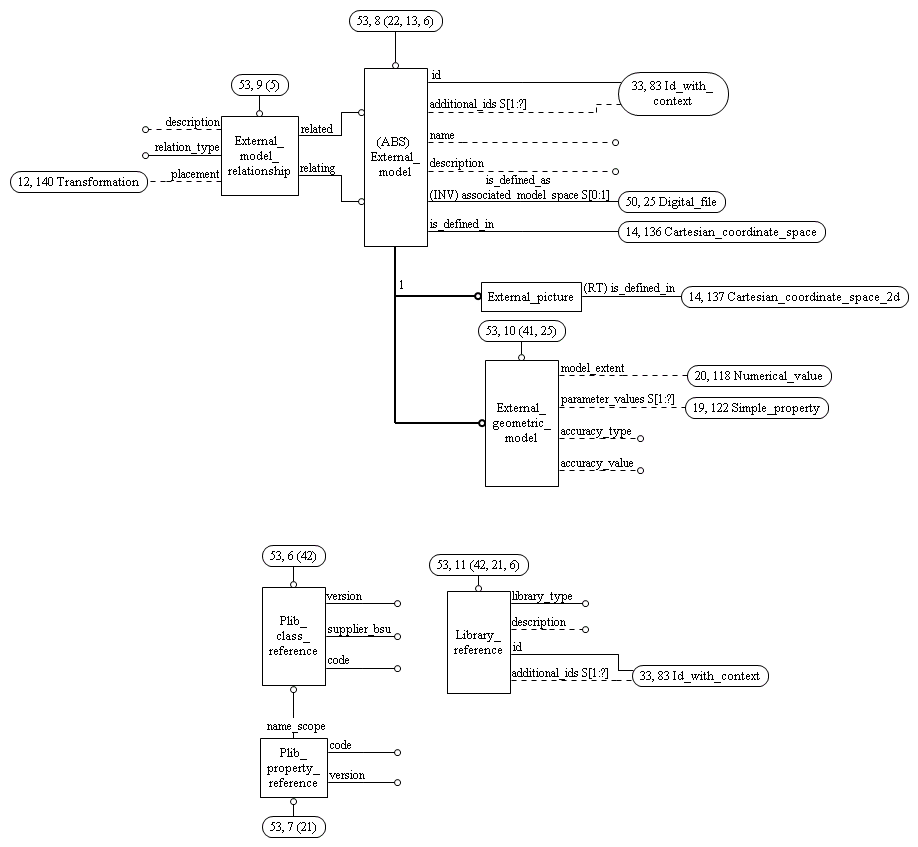 53, 8 (22, 13, 6)
id
33, 83 Id_with_
context
additional_ids S[1:?]
53, 9 (5)
description
relation_type
placement
12, 140 Transformation
External_
model_
relationship
related
relating
(ABS)
External_
model
name
description
is_defined_as
(INV) associated_model_space S[0:1]
50, 25 Digital_file
is_defined_in
14, 136 Cartesian_coordinate_space
1
External_picture
(RT) is_defined_in
14, 137 Cartesian_coordinate_space_2d
53, 10 (41, 25)
External_
geometric_
model
model_extent
20, 118 Numerical_value
parameter_values S[1:?]
19, 122 Simple_property
accuracy_type
accuracy_value
53, 6 (42)
Plib_
class_
reference
version
supplier_bsu
code
name_scope
Plib_
property_
reference
code
version
53, 7 (21)
53, 11 (42, 21, 6)
Library_
reference
library_type
description
id
additional_ids S[1:?]
33, 83 Id_with_context